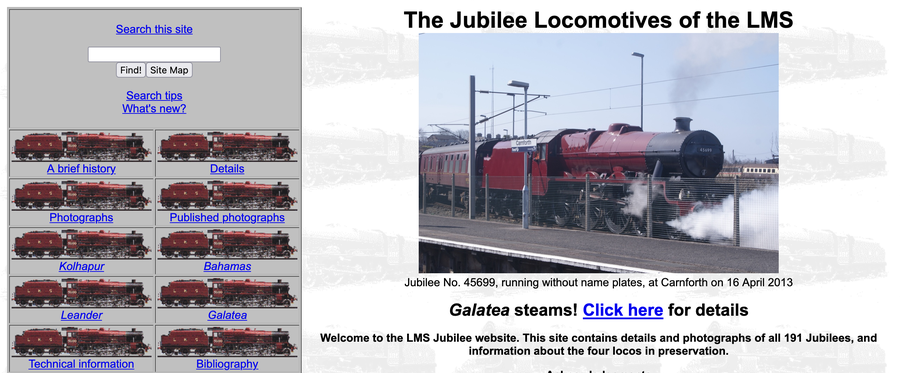 Search this site
Find! Site Map
Search tips
What's new?
A brief history
Details
Photographs
Published photographs
Kolhapur
Bahamas
Leander
Galatea
Technical information
Bibliography
The Jubilee Locomotives of the LMS
Carnforth
Jubilee No. 45699, running without name plates, at Carnforth on 16 April 2013
Galatea steams! Click here for details
Welcome to the LMS Jubilee website. This site contains details and photographs of all 191 Jubilees, and
information about the four locos in preservation.